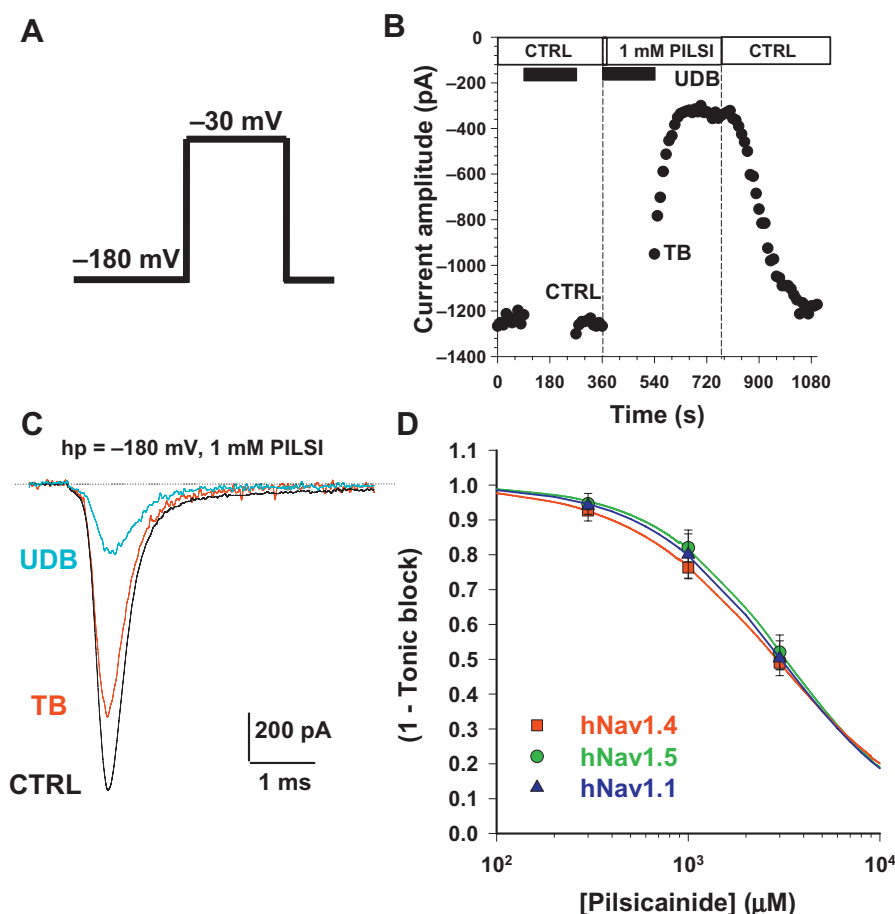 A
–30 mV
–180 mV
B
CTRL
1 mM PILSI
CTRL
UDB
TB
CTRL
0
–200
–400
–600
–800
–1000
–1200
–1400
Current amplitude (pA)
0 180 360 540 720 900 1080
Time (s)
C
hp = –180 mV, 1 mM PILSI
UDB
TB
CTRL
200 pA
1 ms
D
1.1
1.0
0.9
0.8
0.7
0.6
0.5
0.4
0.3
0.2
0.1
0.0
(1 - Tonic block)
hNav1.4
hNav1.5
hNav1.1
10² 10³ 10⁴
[Pilsicainide] (μM)